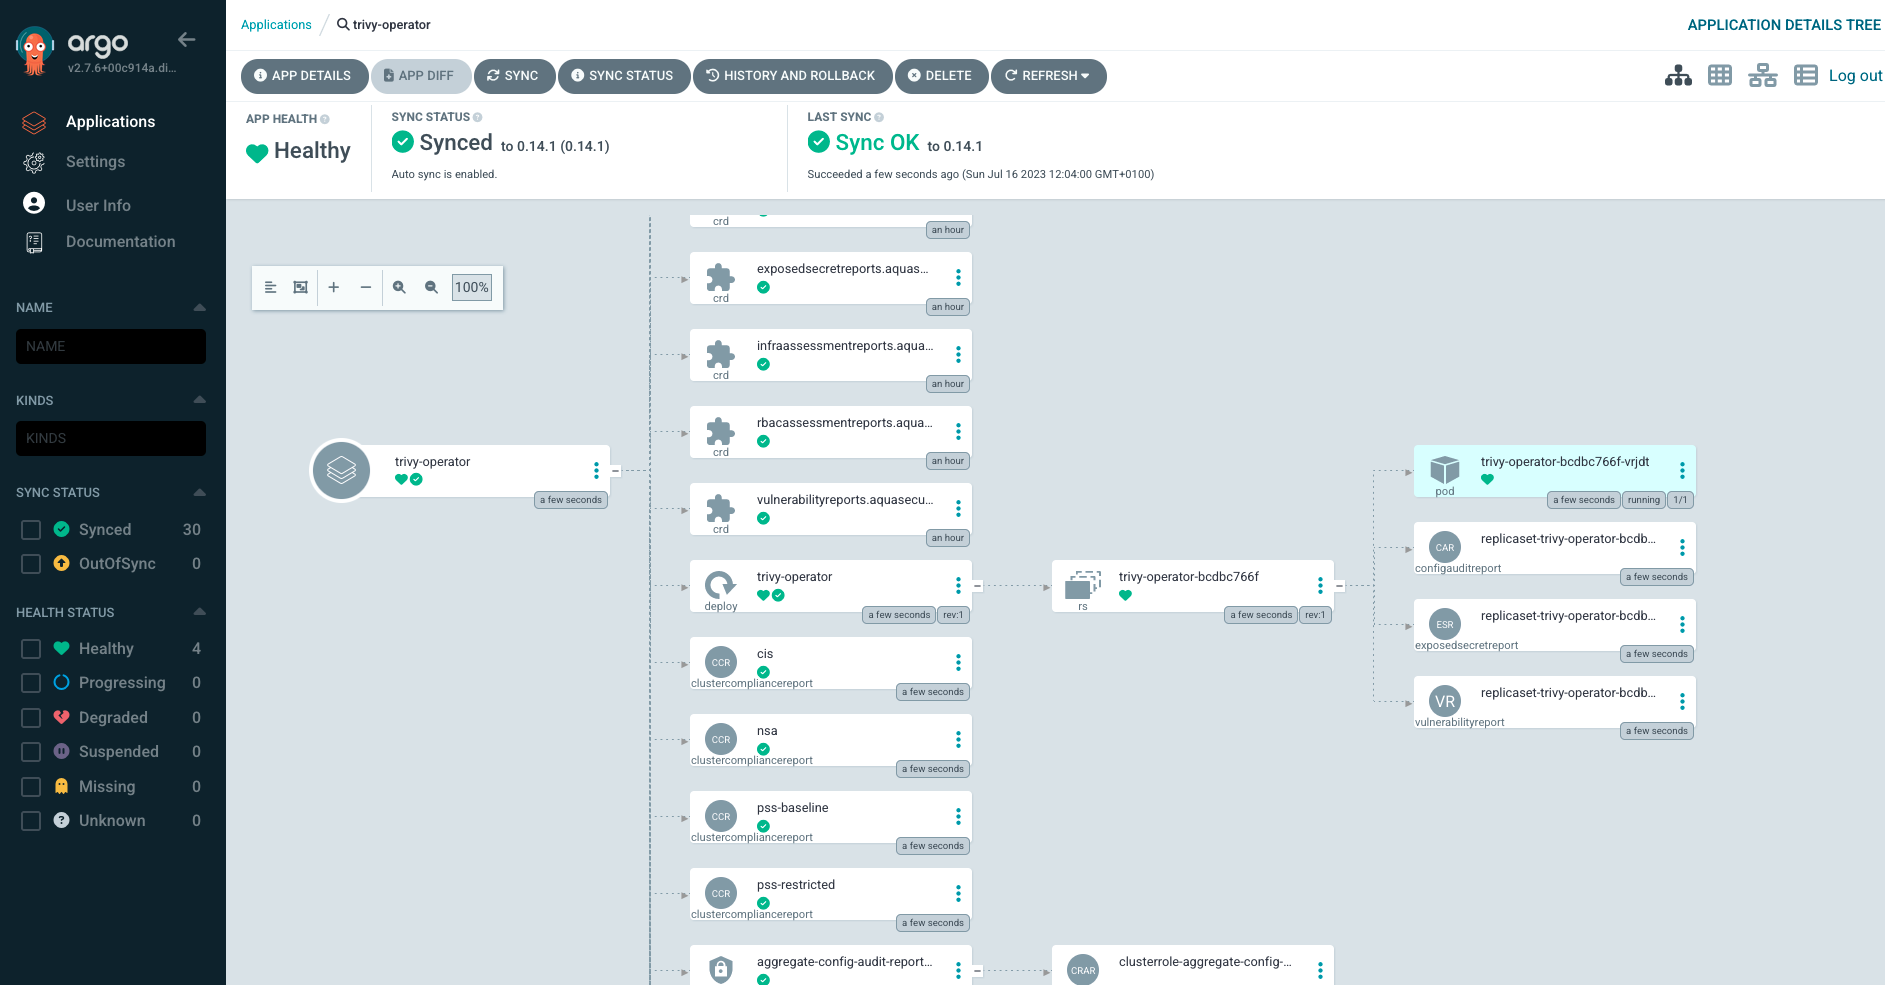 argo
v2.7.6+00c914a.di...
Applications
Settings
User Info
Documentation
NAME
NAME
KINDS
KINDS
SYNC STATUS
Synced 30
OutOfSync 0
HEALTH STATUS
Healthy 4
Progressing 0
Degraded 0
Suspended 0
Missing 0
Unknown 0
Applications / trivy-operator
APPLICATION DETAILS TREE
APP DETAILS
APP DIFF
SYNC
SYNC STATUS
HISTORY AND ROLLBACK
DELETE
REFRESH
Log out
APP HEALTH
Healthy
SYNC STATUS
Synced to 0.14.1 (0.14.1)
Auto sync is enabled.
LAST SYNC
Sync OK to 0.14.1
Succeeded a few seconds ago (Sun Jul 16 2023 12:04:00 GMT+0100)
100%
trivy-operator
a few seconds
crd
an hour
exposedsecretreports.aquas...
crd
an hour
infraassessmentreports.aqua...
crd
an hour
rbacassessmentreports.aqua...
crd
an hour
vulnerabilityreports.aquasecu...
crd
an hour
trivy-operator
deploy
a few seconds rev:1
CCR
cis
clustercompliancereport
a few seconds
CCR
nsa
clustercompliancereport
a few seconds
CCR
pss-baseline
clustercompliancereport
a few seconds
CCR
pss-restricted
clustercompliancereport
a few seconds
aggregate-config-audit-report...
trivy-operator-bcdbc766f
rs
a few seconds rev:1
CRAR
clusterrole-aggregate-config-...
trivy-operator-bcdbc766f-vrjdt
pod
a few seconds running 1/1
CAR
replicaset-trivy-operator-bcdb...
configauditreport
a few seconds
ESR
replicaset-trivy-operator-bcdb...
exposedsecretreport
a few seconds
VR
replicaset-trivy-operator-bcdb...
vulnerabilityreport
a few seconds